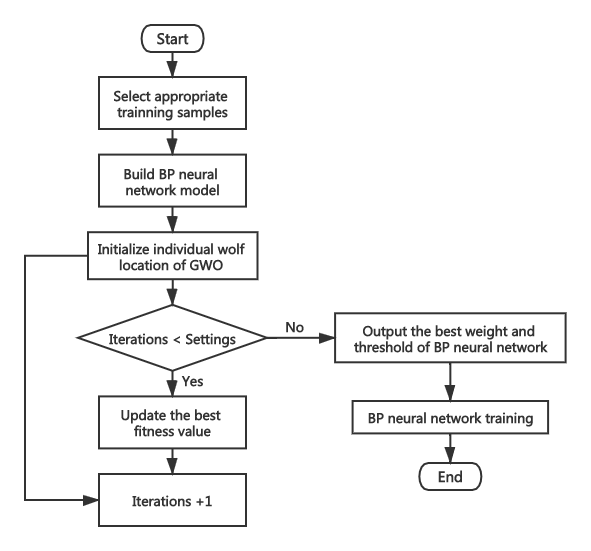 Start
Select appropriate
trainning samples
Build BP neural
network model
Initialize individual wolf
location of GWO
Iterations < Settings
No
Output the best weight and
threshold of BP neural network
Yes
Update the best
fitness value
BP neural network training
End
Iterations +1